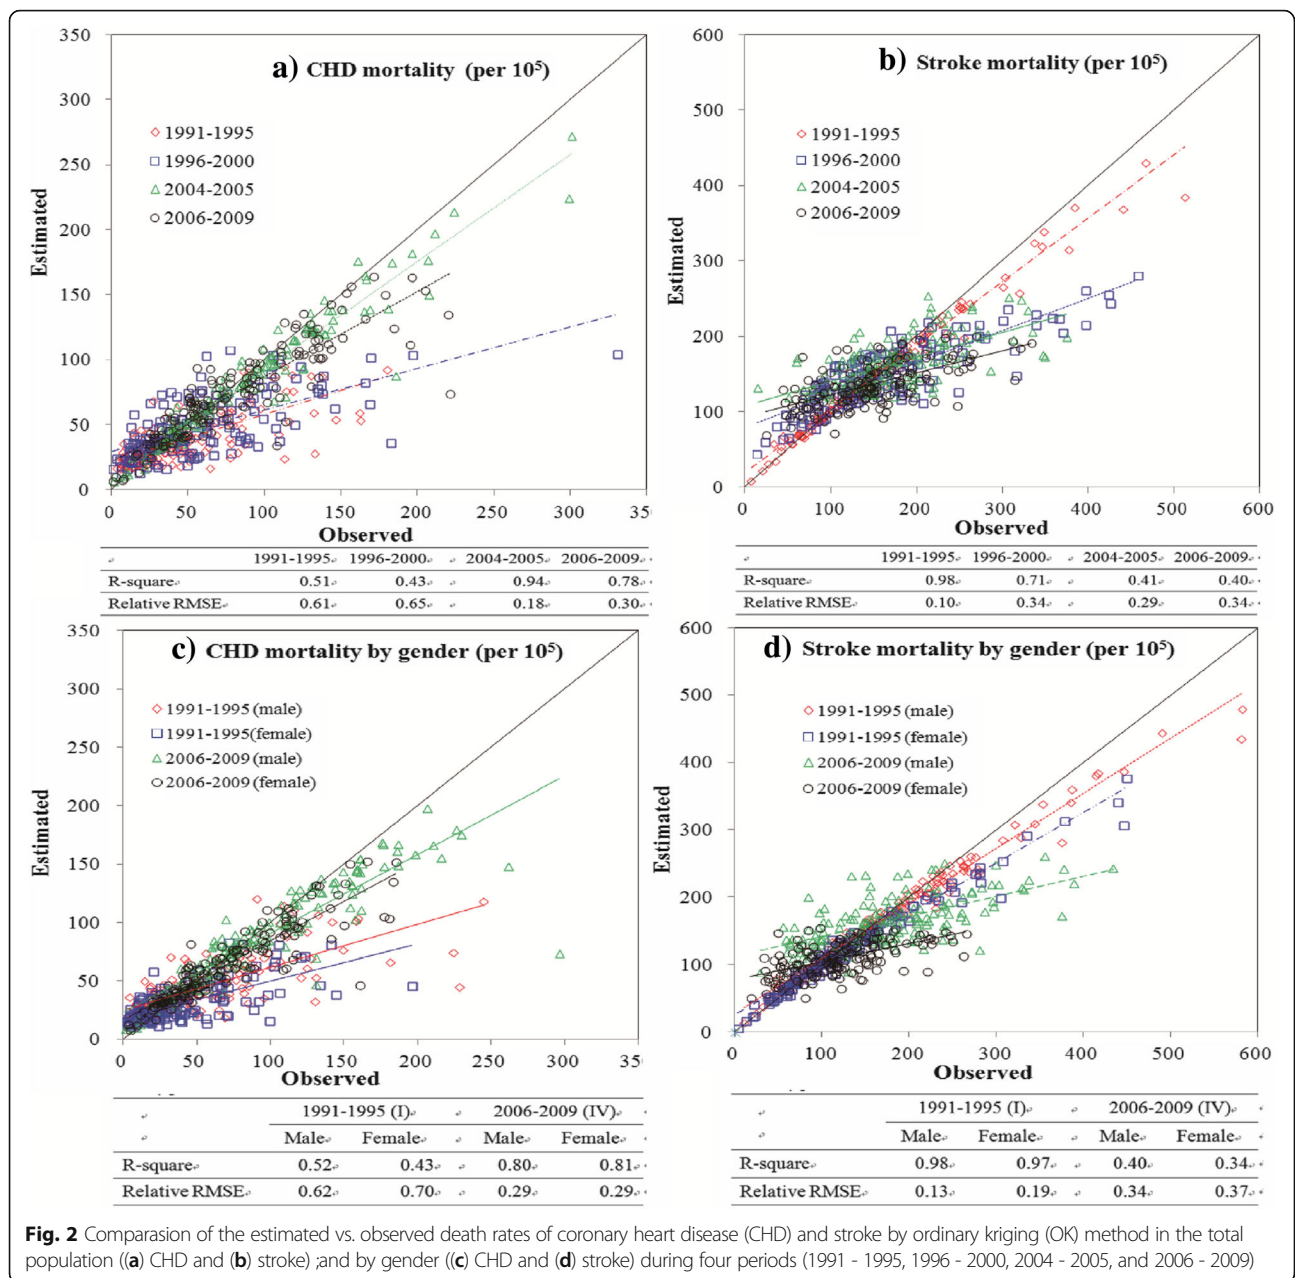 a) CHD mortality (per 10⁵)
350
300
250
200
150
100
50
0
Estimated
1991-1995
1996-2000
2004-2005
2006-2009
0 50 100 150 200 250 300 35
Observed
1991-1995 1996-2000 2004-2005 2006-2009
R-square 0.51 0.43 0.94 0.78
Relative RMSE 0.61 0.65 0.18 0.30
b) Stroke mortality (per 10⁵)
600
500
400
300
200
100
0
Estimated
1991-1995
1996-2000
2004-2005
2006-2009
0 100 200 300 400 500 600
Observed
1991-1995 1996-2000 2004-2005 2006-2009
R-square 0.98 0.71 0.41 0.40
Relative RMSE 0.10 0.34 0.29 0.34
c) CHD mortality by gender (per 10⁵)
350
300
250
200
150
100
50
0
Estimated
1991-1995 (male)
1991-1995(female)
2006-2009 (male)
2006-2009 (female)
0 50 100 150 200 250 300 35
Observed
1991-1995 (I) 2006-2009 (IV)
Male Female Male Female
R-square 0.52 0.43 0.80 0.81
Relative RMSE 0.62 0.70 0.29 0.29
d) Stroke mortality by gender (per 10⁵)
600
500
400
300
200
100
0
Estimated
1991-1995 (male)
1991-1995 (female)
2006-2009 (male)
2006-2009 (female)
0 100 200 300 400 500 600
Observed
1991-1995 (I) 2006-2009 (IV)
Male Female Male Female
R-square 0.98 0.97 0.40 0.34
Relative RMSE 0.13 0.19 0.34 0.37
Fig. 2 Comparasion of the estimated vs. observed death rates of coronary heart disease (CHD) and stroke by ordinary kriging (OK) method in the total
population ((a) CHD and (b) stroke) ;and by gender ((c) CHD and (d) stroke) during four periods (1991 - 1995, 1996 - 2000, 2004 - 2005, and 2006 - 2009)